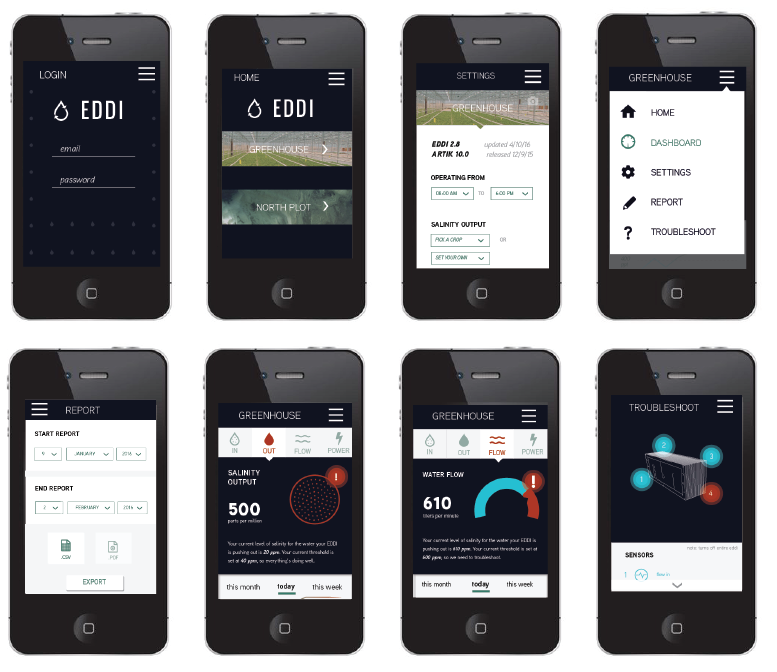 LOGIN
EDDI
email
password
HOME
EDDI
GREENHOUSE
NORTH PLOT
SETTINGS
GREENHOUSE
EDDI 2.8 updated 4/10/16
ARTIK 10.0 released 12/9/15
OPERATING FROM
08:00 AM TO 6:00 PM
SALINITY OUTPUT
PICK A CROP OR
SET YOUR OWN
GREENHOUSE
HOME
DASHBOARD
SETTINGS
REPORT
TROUBLESHOOT
REPORT
START REPORT
9 JANUARY 2016
END REPORT
2 FEBRUARY 2016
.CSV .PDF
EXPORT
GREENHOUSE
IN OUT FLOW POWER
SALINITY
OUTPUT
!
500
parts per million
Your current level of salinity for the water your EDDI
is pushing out is 20 ppm. Your current threshold is
set at 40 ppm, so everything's doing well.
this month today this week
GREENHOUSE
IN OUT FLOW POWER
WATER FLOW
!
610
liters per minute
Your current level of salinity for the water your EDDI
is pushing out is 610 ppm. Your current threshold is set at
600 ppm, so we need to troubleshoot.
this month today this week
TROUBLESHOOT
2
3
1
4
note: turns off entire eddi
SENSORS
1 flow in